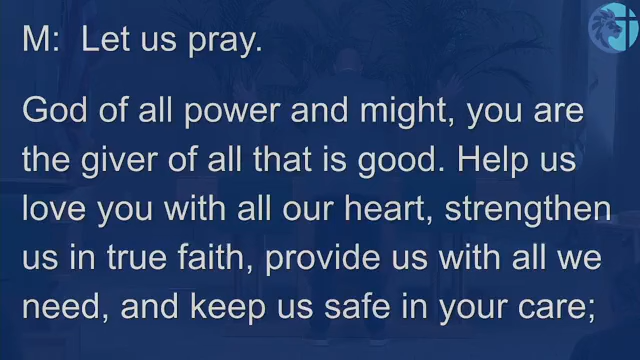 M: Let us pray.
God of all power and might, you are
the giver of all that is good. Help us
love you with all our heart, strengthen
us in true faith, provide us with all we
need, and keep us safe in your care;